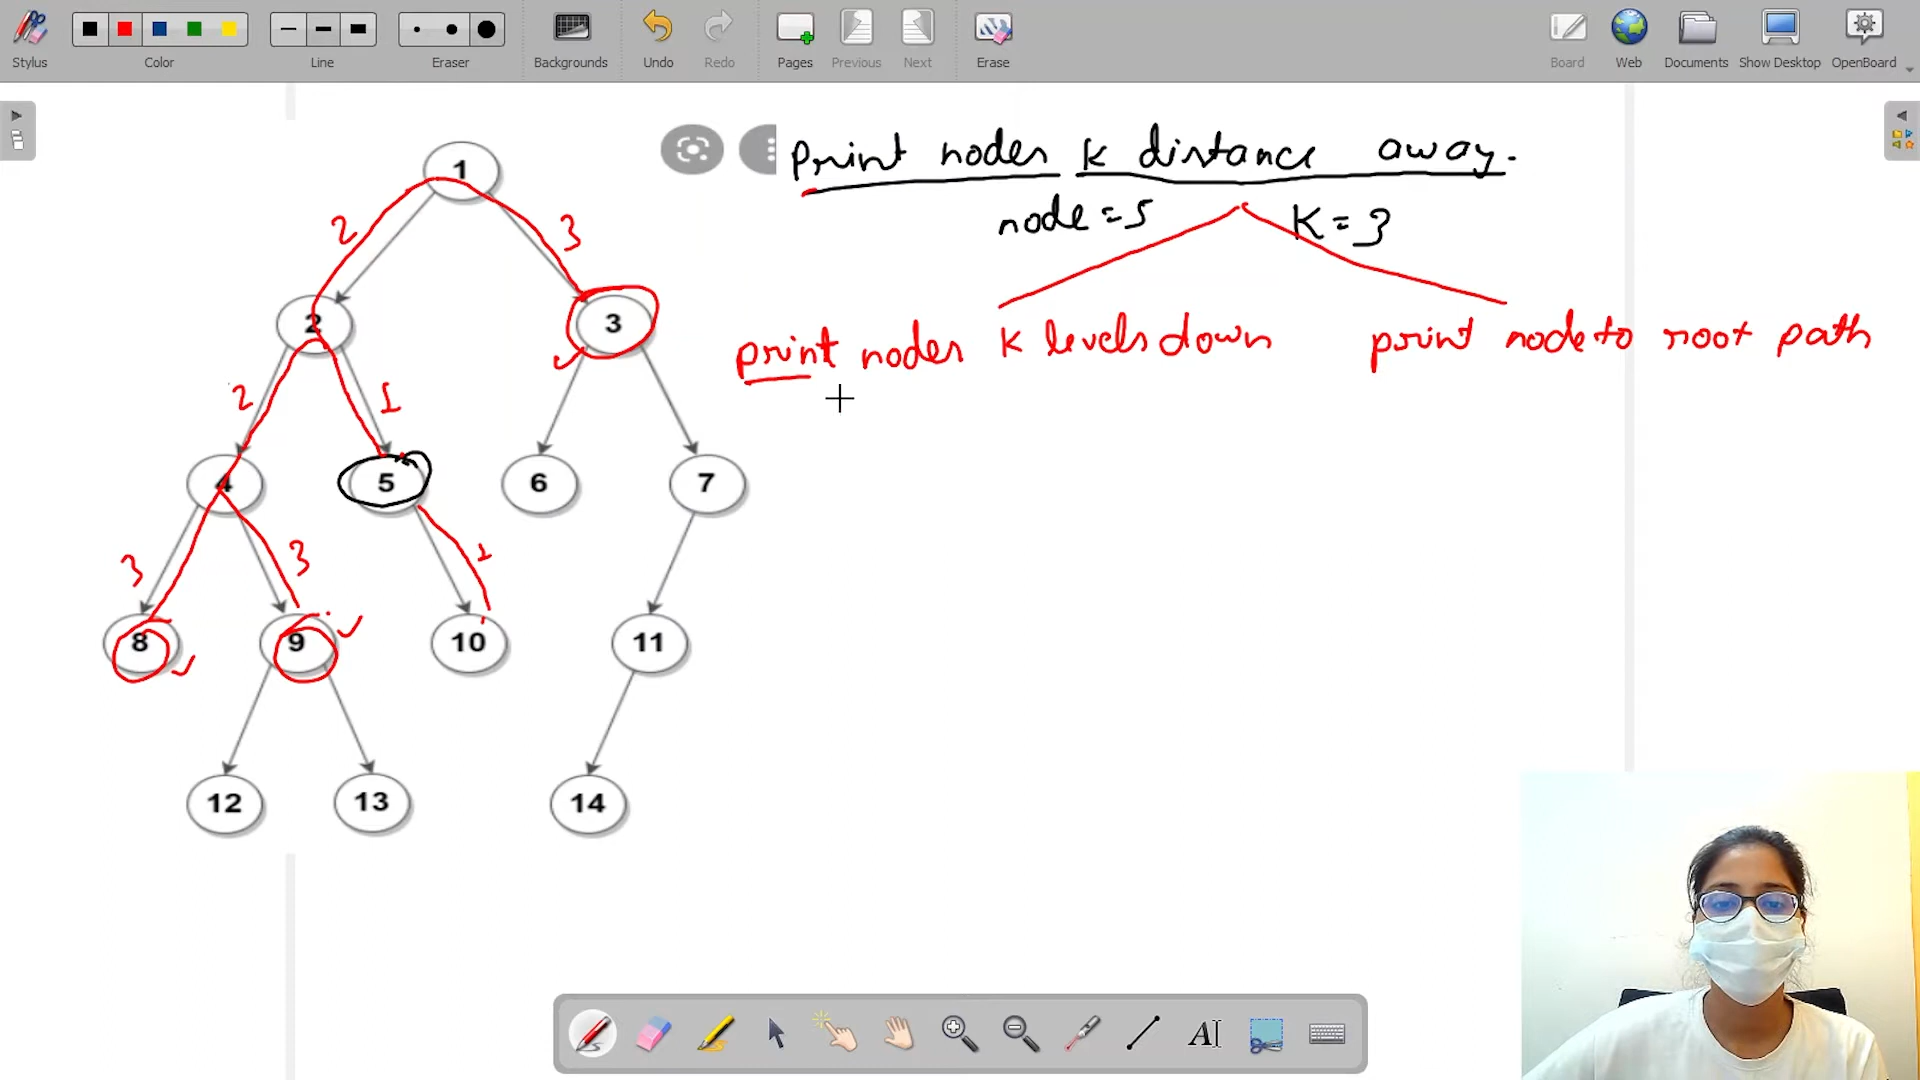 Stylus Color Line Eraser Backgrounds Undo Redo Pages Previous Next Erase Board Web Documents Show Desktop OpenBoard
print nodes k distance away.
node = 5 K = 3
print nodes k levels down print node to root path
1
2 3
2 3
2 1
4 5 6 7
3 3 1
8 9 10 11
12 13 14
A